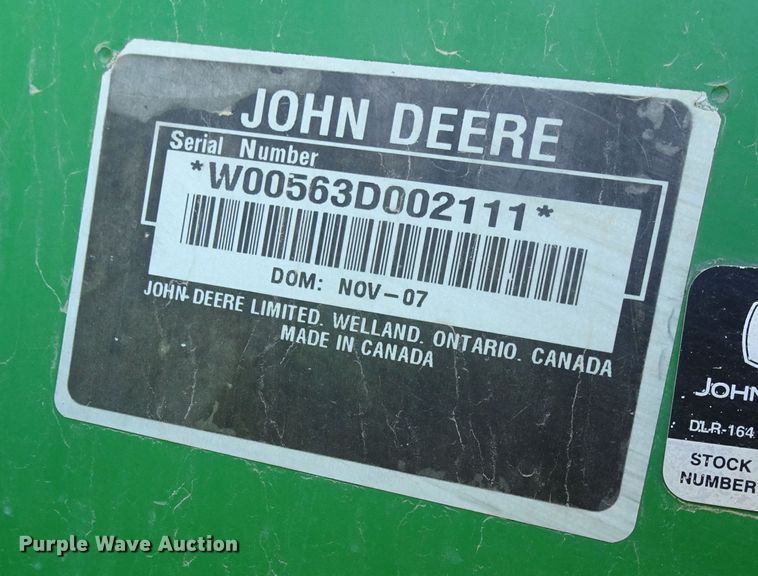 JOHN DEERE
Serial Number
*W00563D002111*
DOM: NOV-07
JOHN DEERE LIMITED. WELLAND. ONTARIO. CANADA
MADE IN CANADA
JOHN
DLR-164
STOCK
NUMBER
Purple Wave Auction